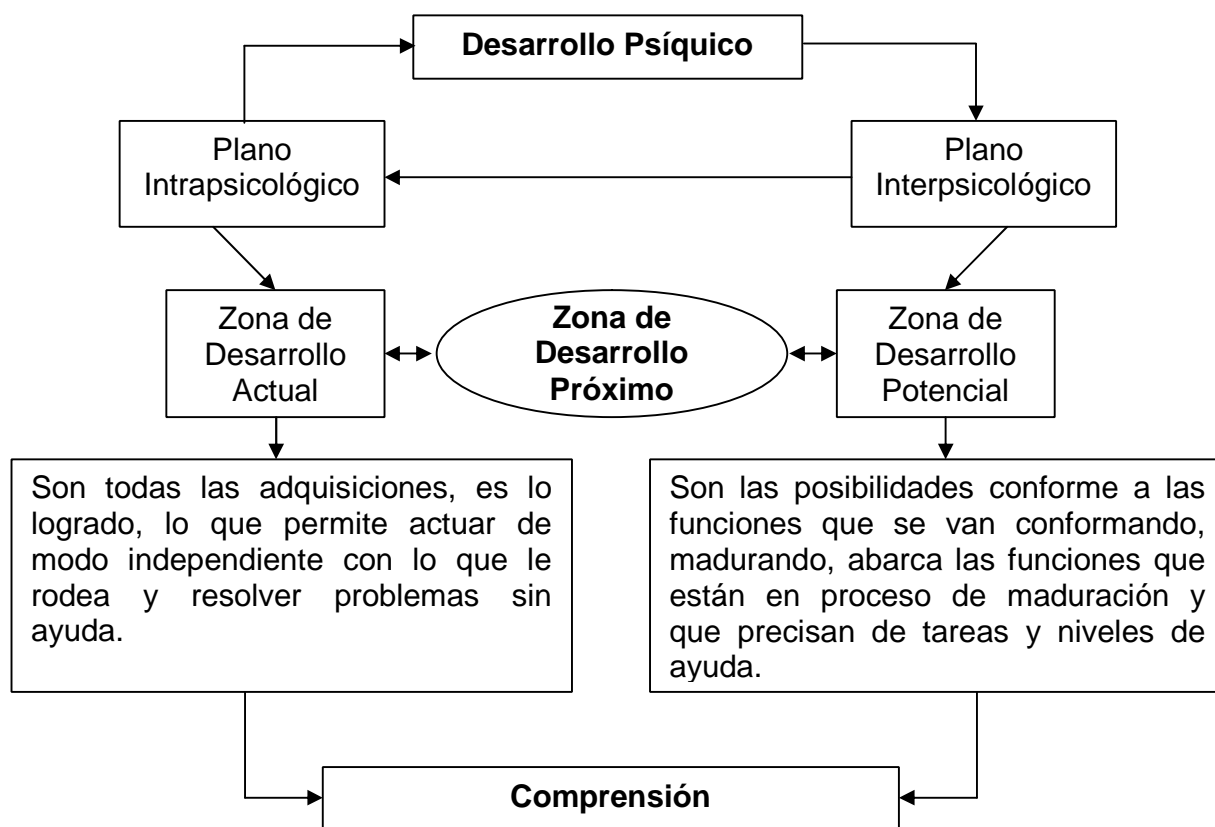 Desarrollo Psíquico
Plano
Intrapsicológico
Plano
Interpsicológico
Zona de
Desarrollo
Actual
Zona de
Desarrollo
Próximo
Zona de
Desarrollo
Potencial
Son todas las adquisiciones, es lo
logrado, lo que permite actuar de
modo independiente con lo que le
rodea y resolver problemas sin
ayuda.
Son las posibilidades conforme a las
funciones que se van conformando,
madurando, abarca las funciones que
están en proceso de maduración y
que precisan de tareas y niveles de
ayuda.
Comprensión